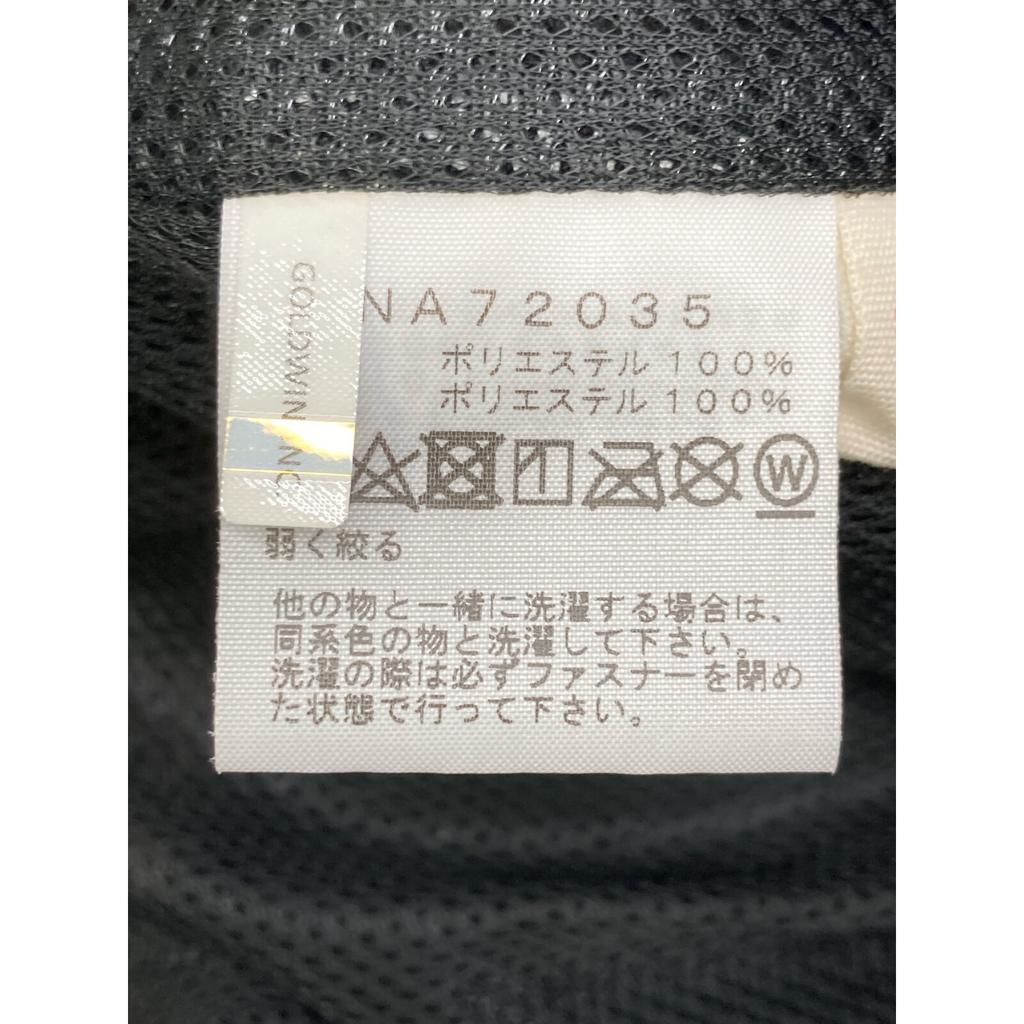 NA72035
ポリエステル 100%
ポリエステル 100%
W
弱く絞る
他の物と一緒に洗濯する場合は、
同系色の物と洗濯して下さい。
洗濯の際は必ずファスナーを閉め
た状態で行って下さい。
GOLDWIN INC.